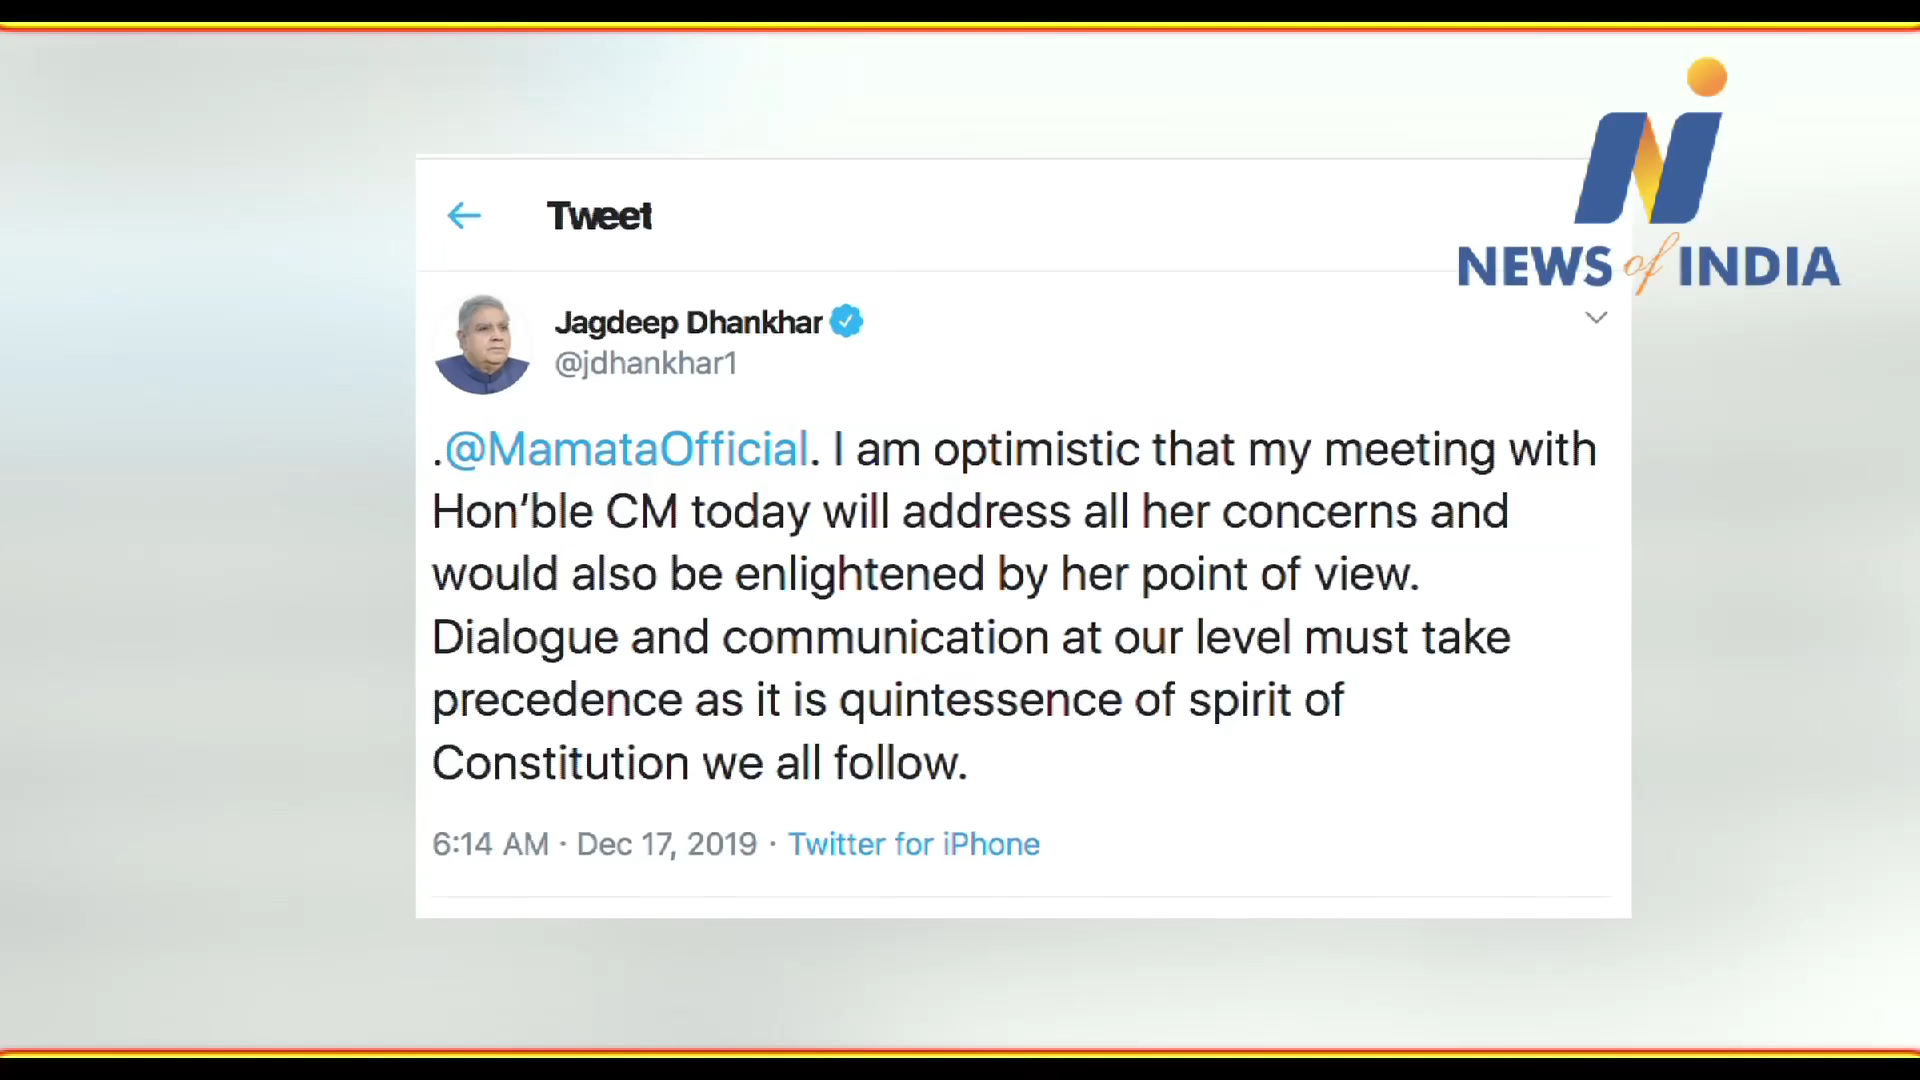 NEWS of INDIA
Tweet
Jagdeep Dhankhar
@jdhankhar1
.@MamataOfficial. I am optimistic that my meeting with
Hon’ble CM today will address all her concerns and
would also be enlightened by her point of view.
Dialogue and communication at our level must take
precedence as it is quintessence of spirit of
Constitution we all follow.
6:14 AM · Dec 17, 2019 · Twitter for iPhone